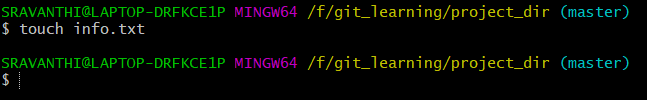 SRAVANTHI@LAPTOP-DRFKCE1P MINGW64 /f/git_learning/project_dir (master)
$ touch info.txt
SRAVANTHI@LAPTOP-DRFKCE1P MINGW64 /f/git_learning/project_dir (master)
$